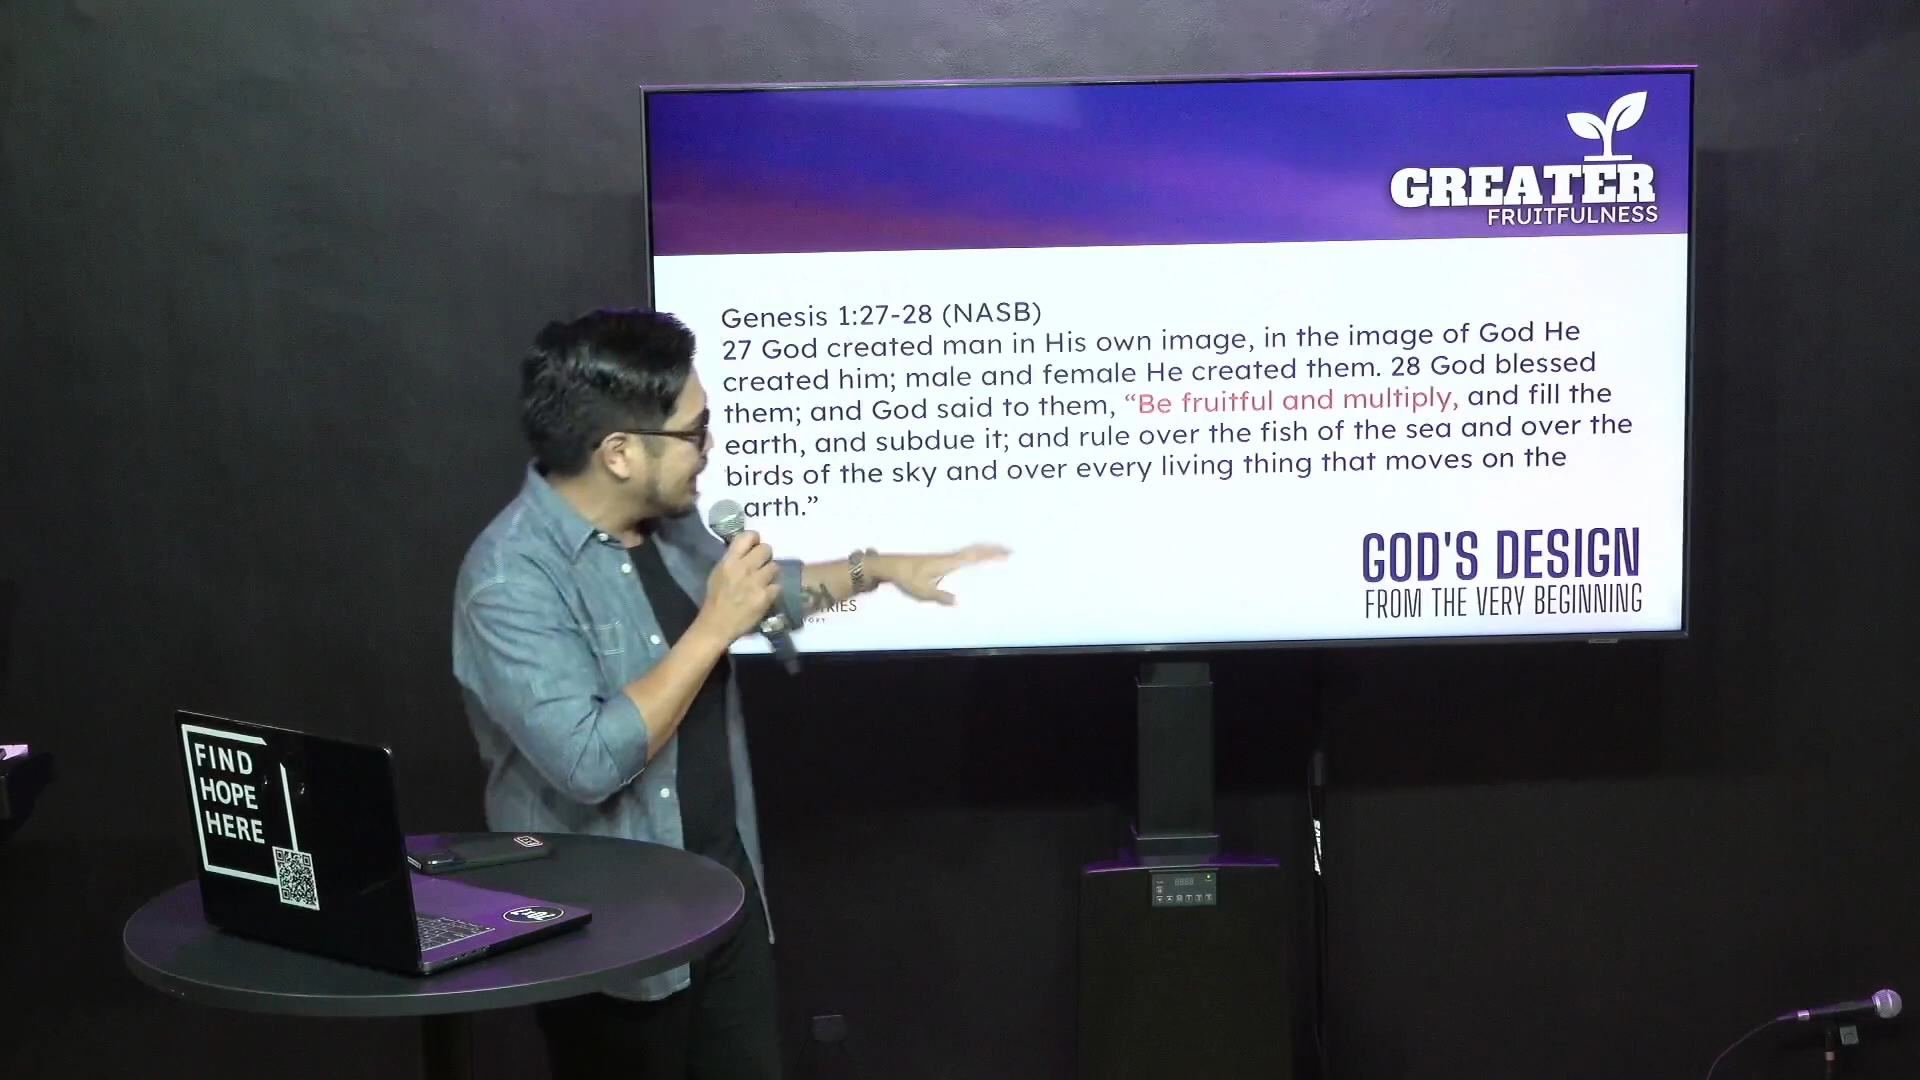 GREATER
FRUITFULNESS
Genesis 1:27-28 (NASB)
27 God created man in His own image, in the image of God He
created him; male and female He created them. 28 God blessed
them; and God said to them, “Be fruitful and multiply, and fill the
earth, and subdue it; and rule over the fish of the sea and over the
birds of the sky and over every living thing that moves on the
arth.”
GOD'S DESIGN
FROM THE VERY BEGINNING
FIND
HOPE
HERE